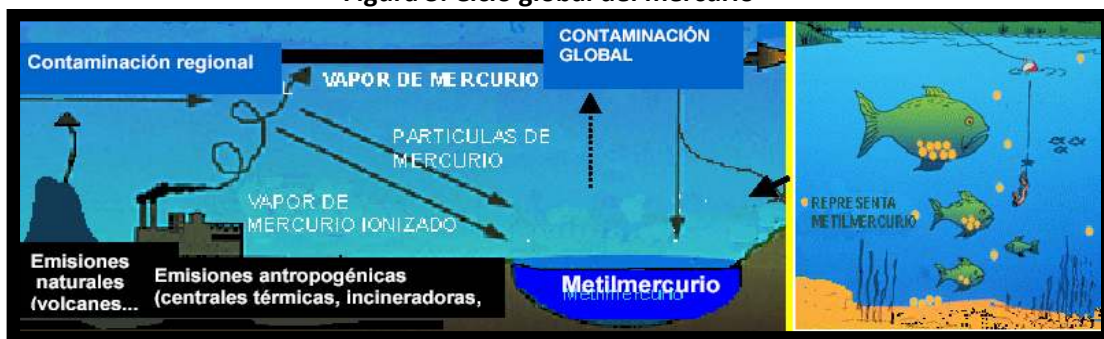 Contaminación regional
VAPOR DE MERCURIO
CONTAMINACIÓN
GLOBAL
PARTICULAS DE
MERCURIO
VAPOR DE
MERCURIO IONIZADO
Emisiones
naturales
(volcanes...
Emisiones antropogénicas
(centrales térmicas, incineradoras,
Metilmercurio
Metilmercurio
REPRESENTA
METILMERCURIO